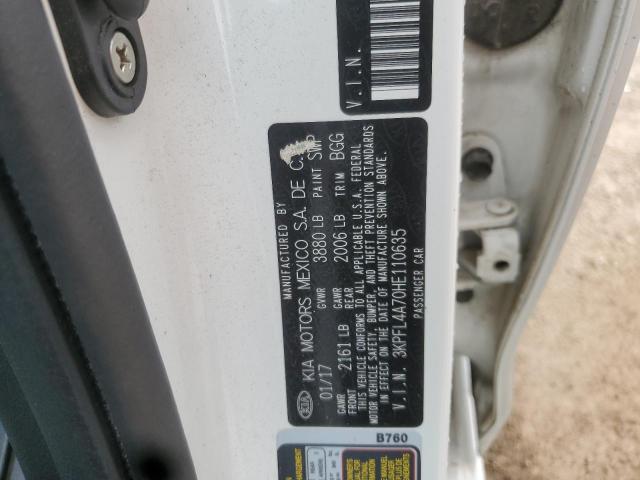 V.I.N.
MANUFACTURED BY
KIA KIA MOTORS MEXICO S.A. DE C.
01/17 GVWR 3880 LB PAINT SWP
GAWR FRONT 2161 LB GAWR REAR 2006 LB TRIM BGG
THIS VEHICLE CONFORMS TO ALL APPLICABLE U.S.A. FEDERAL
MOTOR VEHICLE SAFETY, BUMPER, AND THEFT PREVENTION STANDARDS
IN EFFECT ON THE DATE OF MANUFACTURE SHOWN ABOVE.
V.I.N. 3KPFL4A70HE110635
PASSENGER CAR
B760